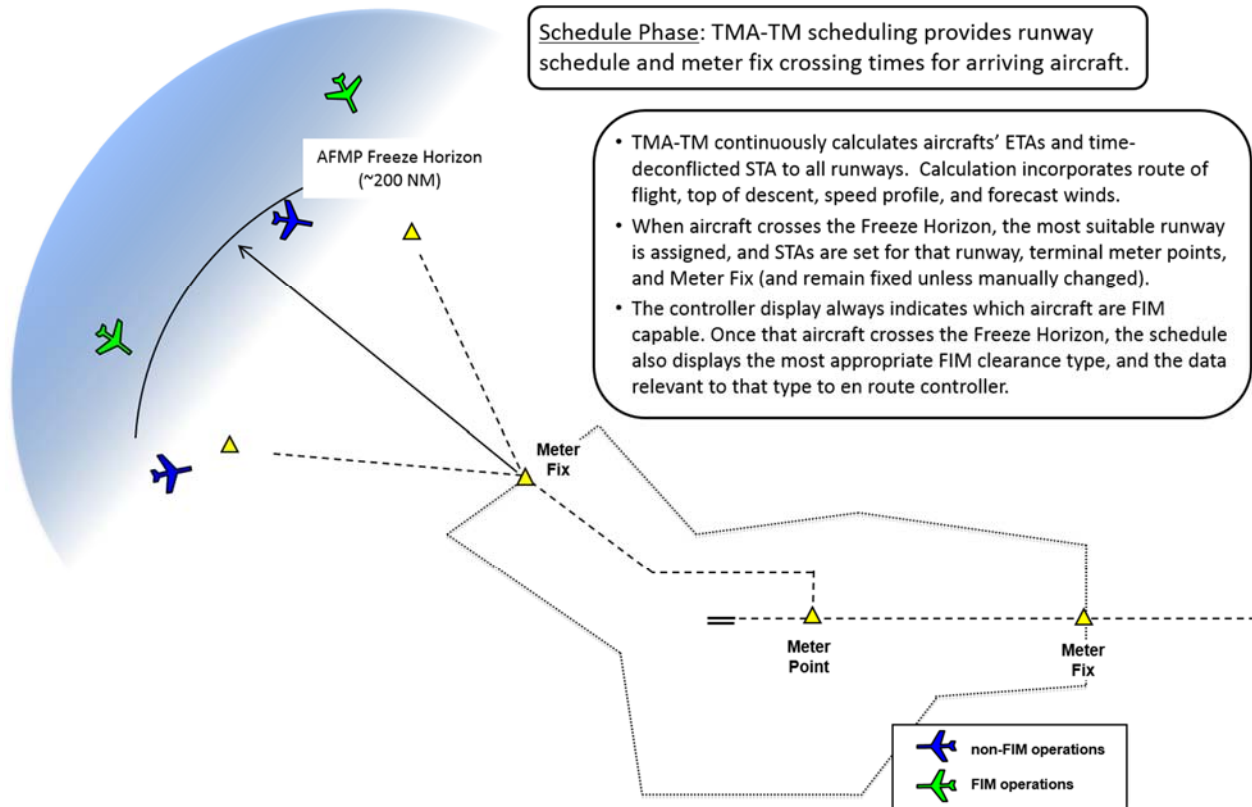 Schedule Phase: TMA-TM scheduling provides runway
schedule and meter fix crossing times for arriving aircraft.
AFMP Freeze Horizon
(~200 NM)
• TMA-TM continuously calculates aircrafts’ ETAs and time-
deconflicted STA to all runways. Calculation incorporates route of
flight, top of descent, speed profile, and forecast winds.
• When aircraft crosses the Freeze Horizon, the most suitable runway
is assigned, and STAs are set for that runway, terminal meter points,
and Meter Fix (and remain fixed unless manually changed).
• The controller display always indicates which aircraft are FIM
capable. Once that aircraft crosses the Freeze Horizon, the schedule
also displays the most appropriate FIM clearance type, and the data
relevant to that type to en route controller.
Meter
Fix
Meter
Point
Meter
Fix
non-FIM operations
FIM operations